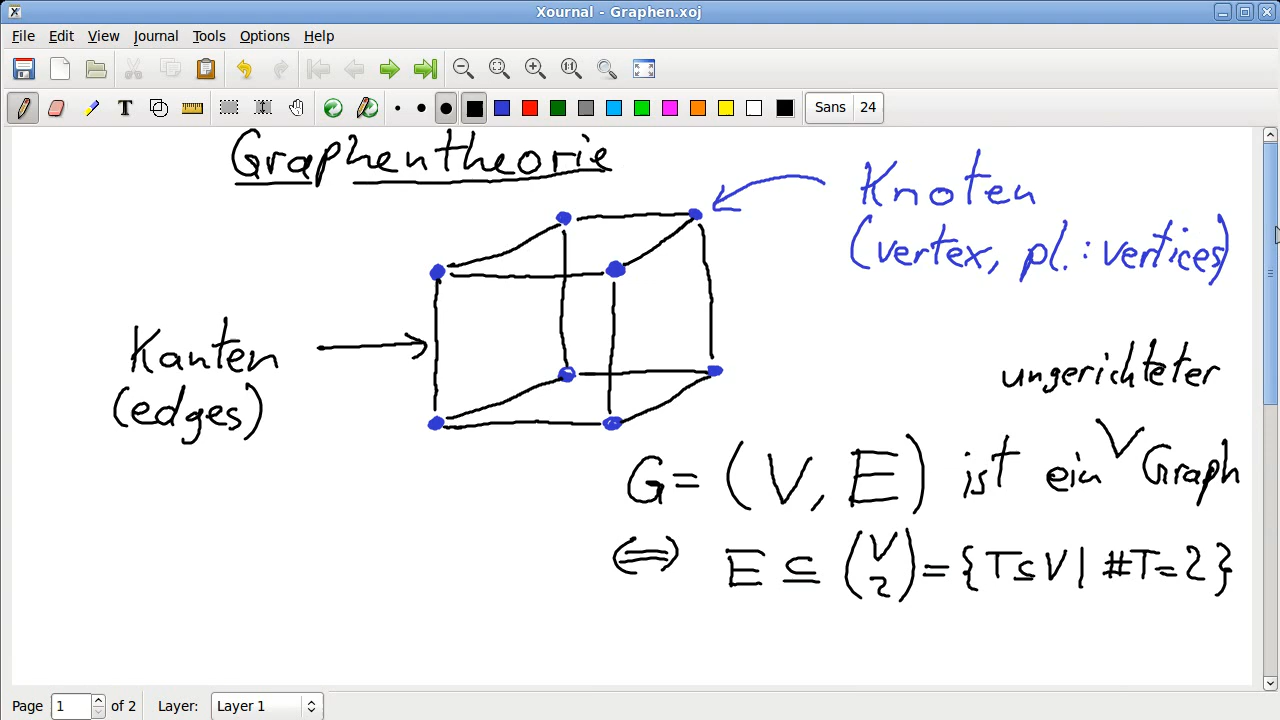 Xournal - Graphen.xoj
File Edit View Journal Tools Options Help
T Sans 24
Graphentheorie
Knoten
(vertex, pl.: vertices)
Kanten
(edges)
ungerichteter
G = (V, E) ist ein V Graph
⇔ E ⊆ (V 2) = {T ⊆ V | #T = 2}
Page 1 of 2 Layer: Layer 1